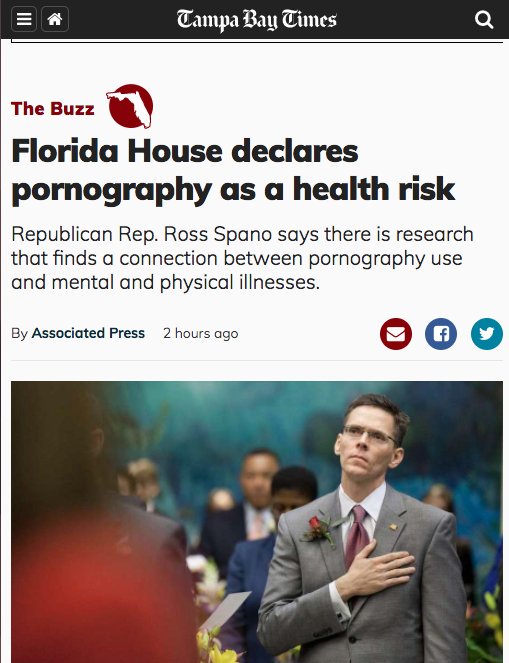 Tampa Bay Times
The Buzz
Florida House declares
pornography as a health risk
Republican Rep. Ross Spano says there is research
that finds a connection between pornography use
and mental and physical illnesses.
By Associated Press 2 hours ago